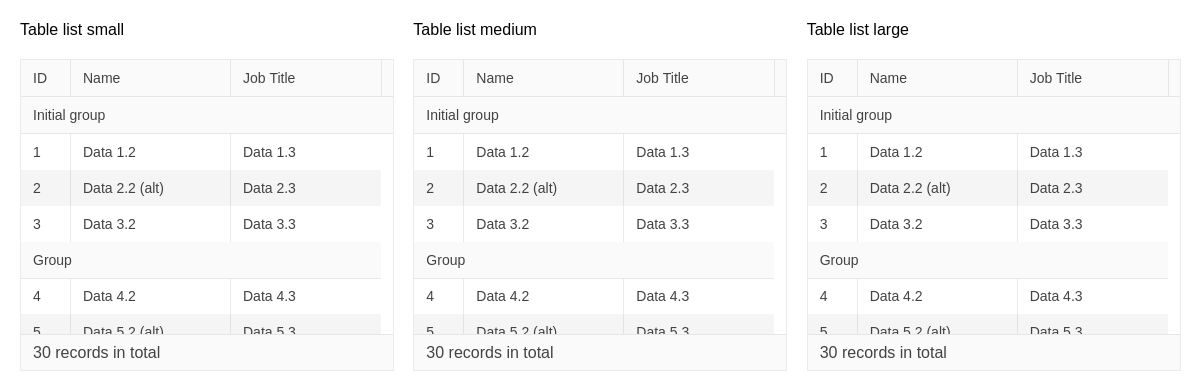 Table list small
ID Name Job Title
Initial group
1 Data 1.2 Data 1.3
2 Data 2.2 (alt) Data 2.3
3 Data 3.2 Data 3.3
Group
4 Data 4.2 Data 4.3
5 Data 5.2 (alt) Data 5.3
30 records in total
Table list medium
ID Name Job Title
Initial group
1 Data 1.2 Data 1.3
2 Data 2.2 (alt) Data 2.3
3 Data 3.2 Data 3.3
Group
4 Data 4.2 Data 4.3
5 Data 5.2 (alt) Data 5.3
30 records in total
Table list large
ID Name Job Title
Initial group
1 Data 1.2 Data 1.3
2 Data 2.2 (alt) Data 2.3
3 Data 3.2 Data 3.3
Group
4 Data 4.2 Data 4.3
5 Data 5.2 (alt) Data 5.3
30 records in total